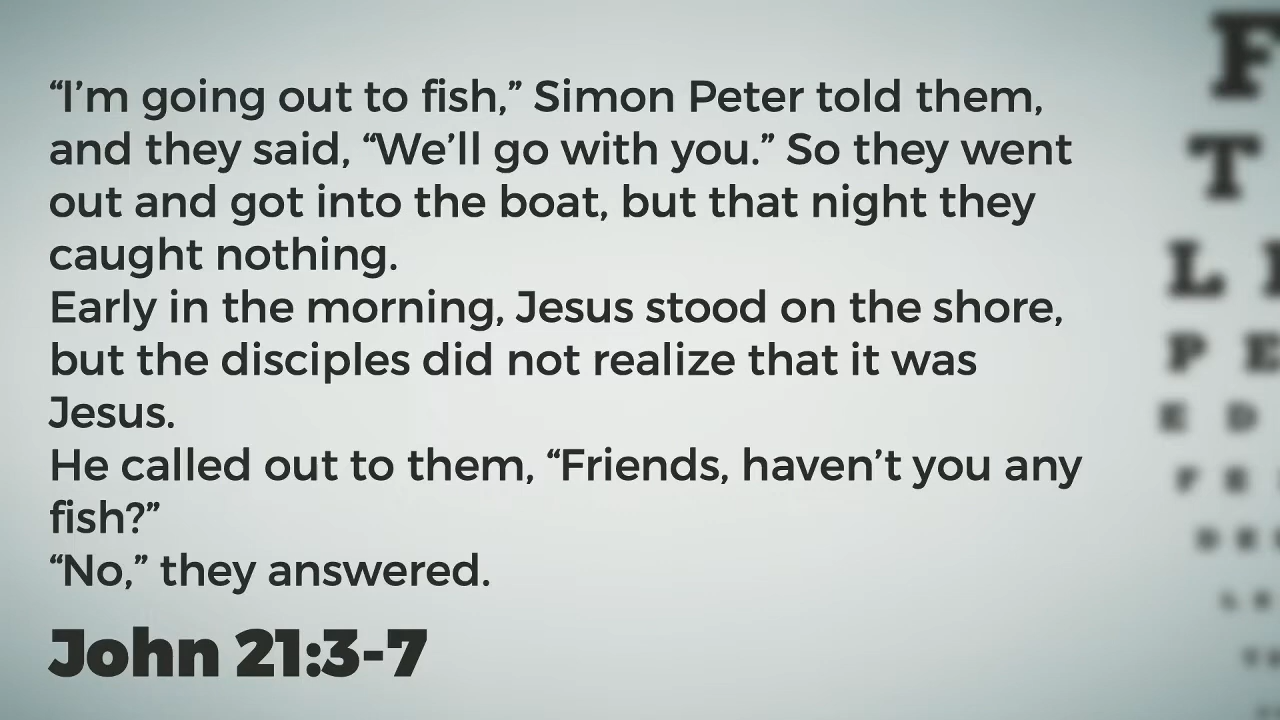 “I’m going out to fish,” Simon Peter told them,
and they said, “We’ll go with you.” So they went
out and got into the boat, but that night they
caught nothing.
Early in the morning, Jesus stood on the shore,
but the disciples did not realize that it was
Jesus.
He called out to them, “Friends, haven’t you any
fish?”
“No,” they answered.
John 21:3-7
F
T
L
P E
E D
F E
D E
L